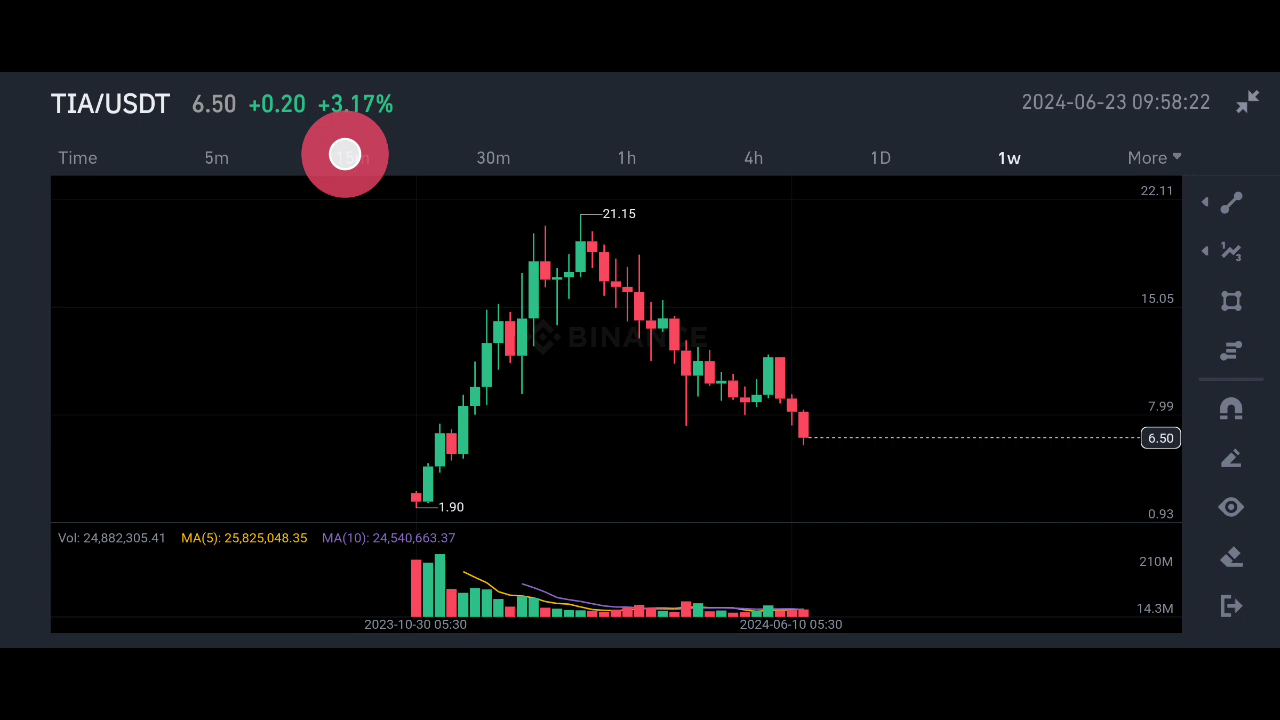 TIA/USDT 6.50 +0.20 +3.17% 2024-06-23 09:58:22
Time 5m 15m 30m 1h 4h 1D 1w More
22.11
21.15
15.05
BINANCE
7.99
6.50
1.90
0.93
Vol: 24,882,305.41 MA(5): 25,825,048.35 MA(10): 24,540,663.37
210M
14.3M
2023-10-30 05:30 2024-06-10 05:30